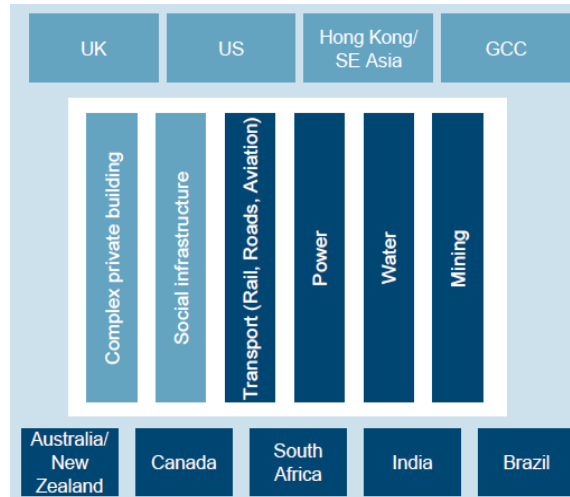 UK
US
Hong Kong/
SE Asia
GCC
Complex private building
Social infrastructure
Transport (Rail, Roads, Aviation)
Power
Water
Mining
Australia/
New
Zealand
Canada
South
Africa
India
Brazil